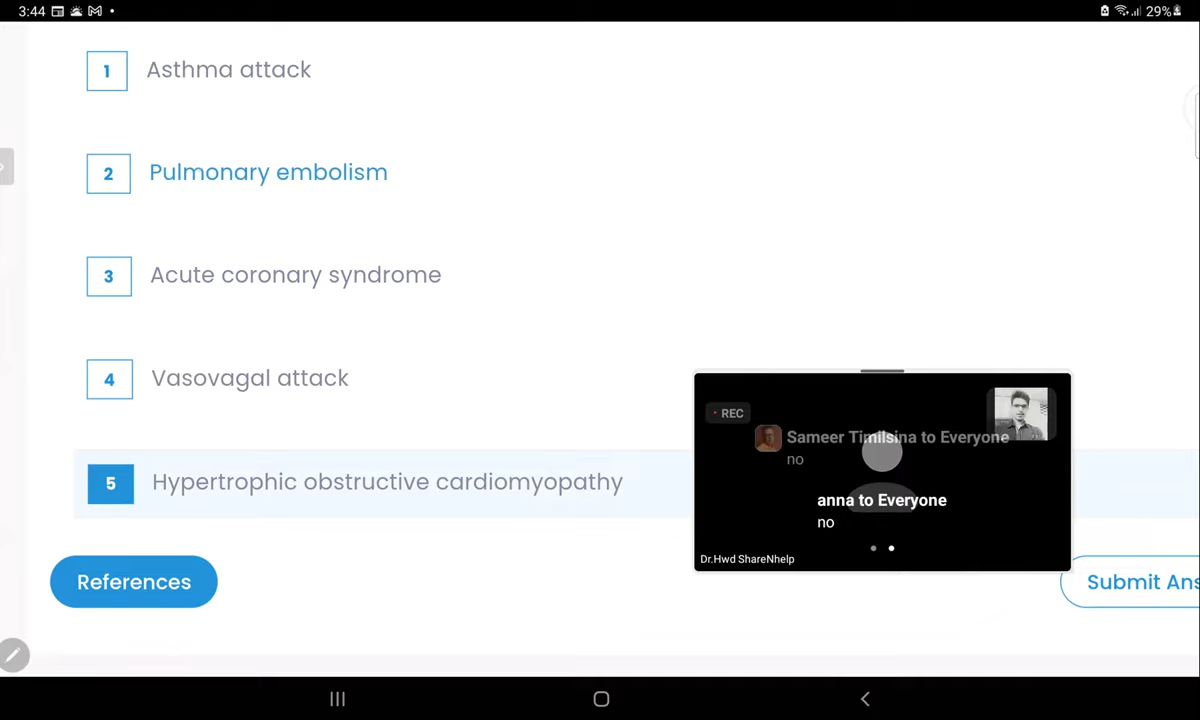 3:44
29%
1 Asthma attack
2 Pulmonary embolism
3 Acute coronary syndrome
4 Vasovagal attack
REC
Sameer Timilsina to Everyone
no
5 Hypertrophic obstructive cardiomyopathy
anna to Everyone
no
Dr.Hwd ShareNhelp
References
Submit Ans